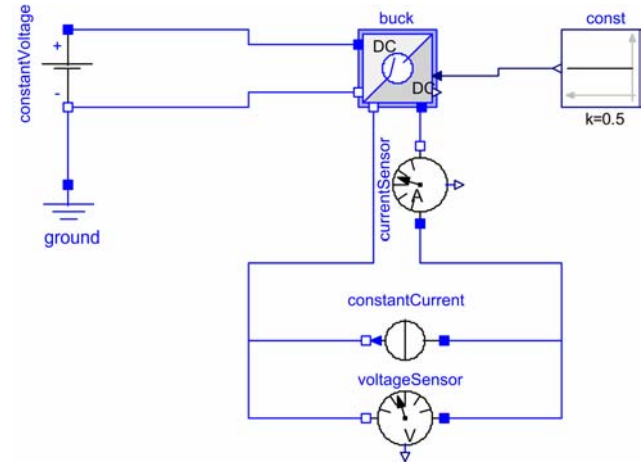 buck
const
constantVoltage
+
-
DC
DC
k=0.5
currentSensor
A
ground
constantCurrent
voltageSensor
V